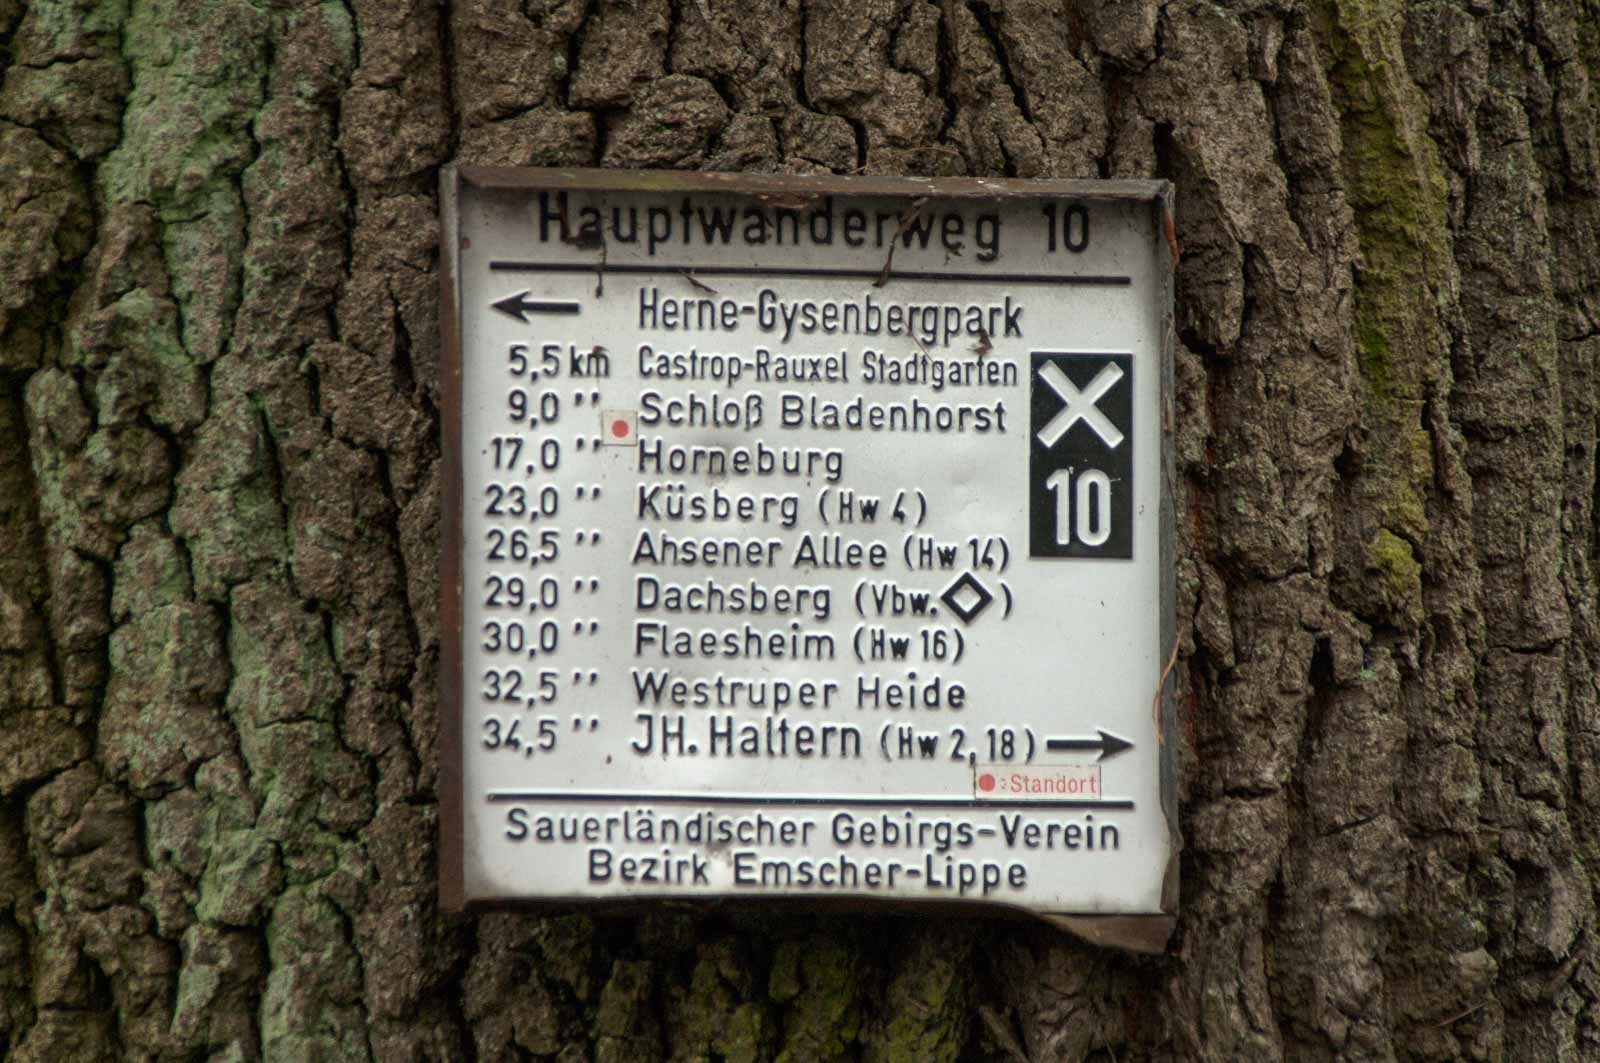 Hauptwanderweg 10
← Herne-Gysenbergpark
5,5 km Castrop-Rauxel Stadtgarten
9,0 " Schloß Bladenhorst
17,0 " Horneburg
23,0 " Küsberg (Hw 4)
26,5 " Ahsener Allee (Hw 14)
29,0 " Dachsberg (Vbw.◇)
30,0 " Flaesheim (Hw 16)
32,5 " Westruper Heide
34,5 " JH. Haltern (Hw 2, 18) →
X
10
● : Standort
Sauerländischer Gebirgs-Verein
Bezirk Emscher-Lippe